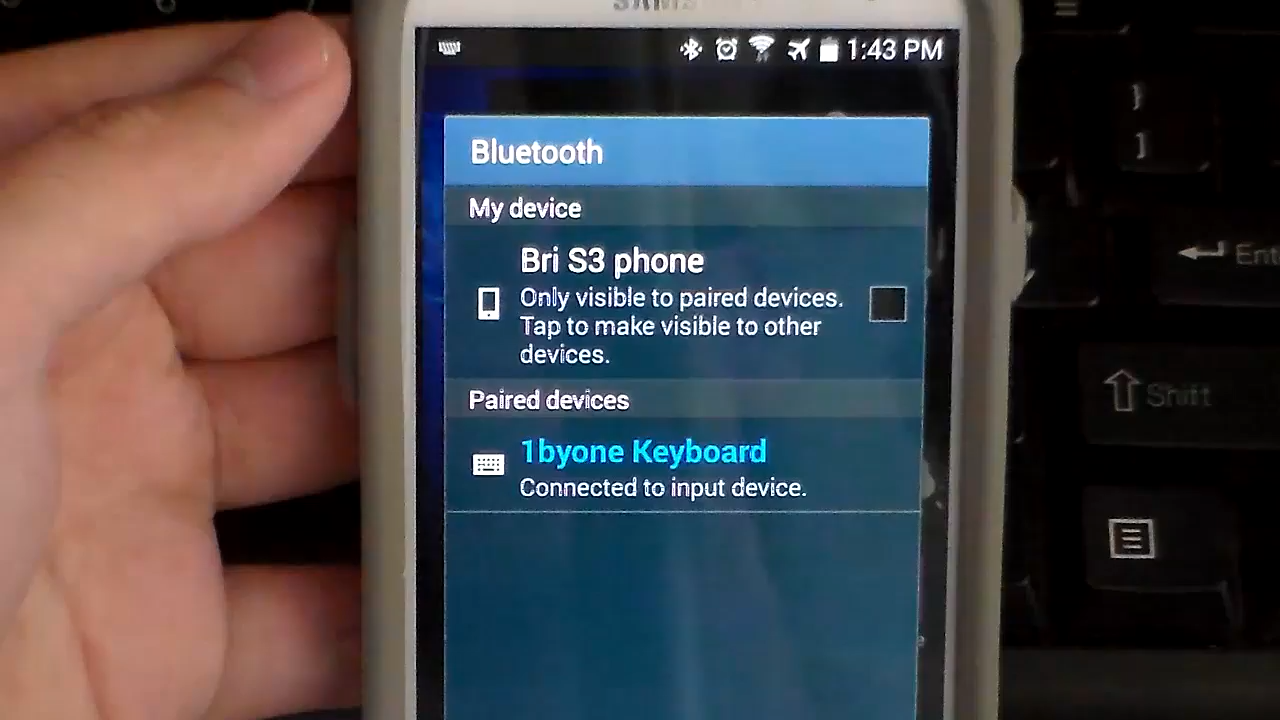 SAMSUNG
1:43 PM
Bluetooth
My device
Bri S3 phone
Only visible to paired devices.
Tap to make visible to other
devices.
Paired devices
1byone Keyboard
Connected to input device.
}
]
Ent
Shift